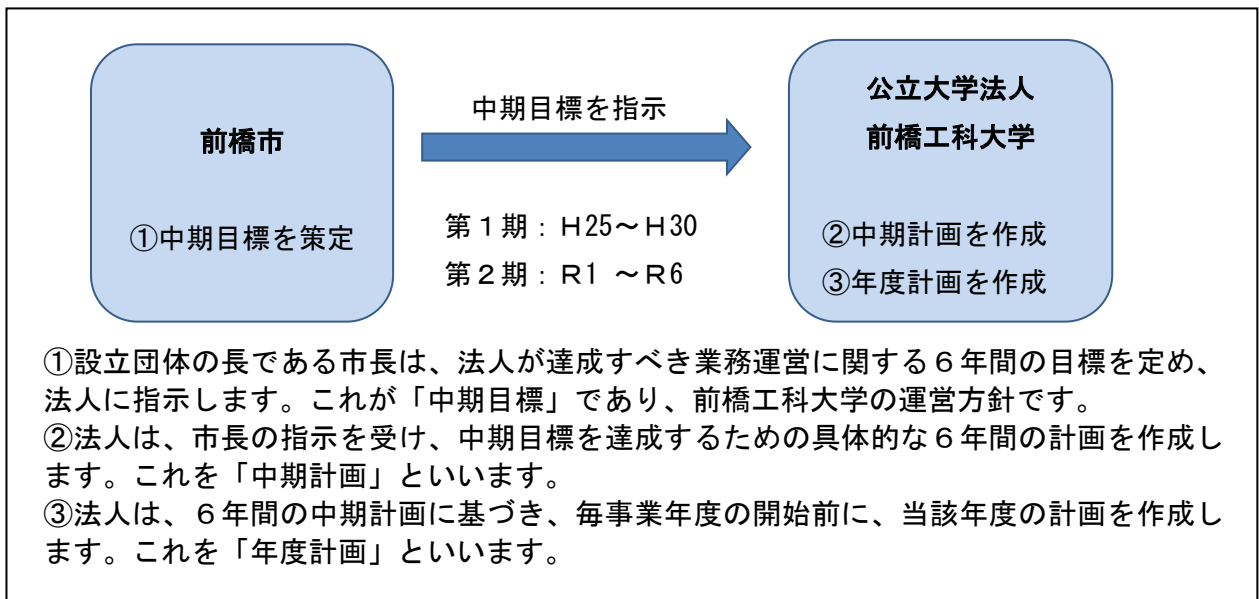 前橋市
①中期目標を策定
中期目標を指示
第1期：H25～H30
第2期：R1 ～R6
公立大学法人
前橋工科大学
②中期計画を作成
③年度計画を作成
①設立団体の長である市長は、法人が達成すべき業務運営に関する６年間の目標を定め、
法人に指示します。これが「中期目標」であり、前橋工科大学の運営方針です。
②法人は、市長の指示を受け、中期目標を達成するための具体的な６年間の計画を作成し
ます。これを「中期計画」といいます。
③法人は、６年間の中期計画に基づき、毎事業年度の開始前に、当該年度の計画を作成し
ます。これを「年度計画」といいます。